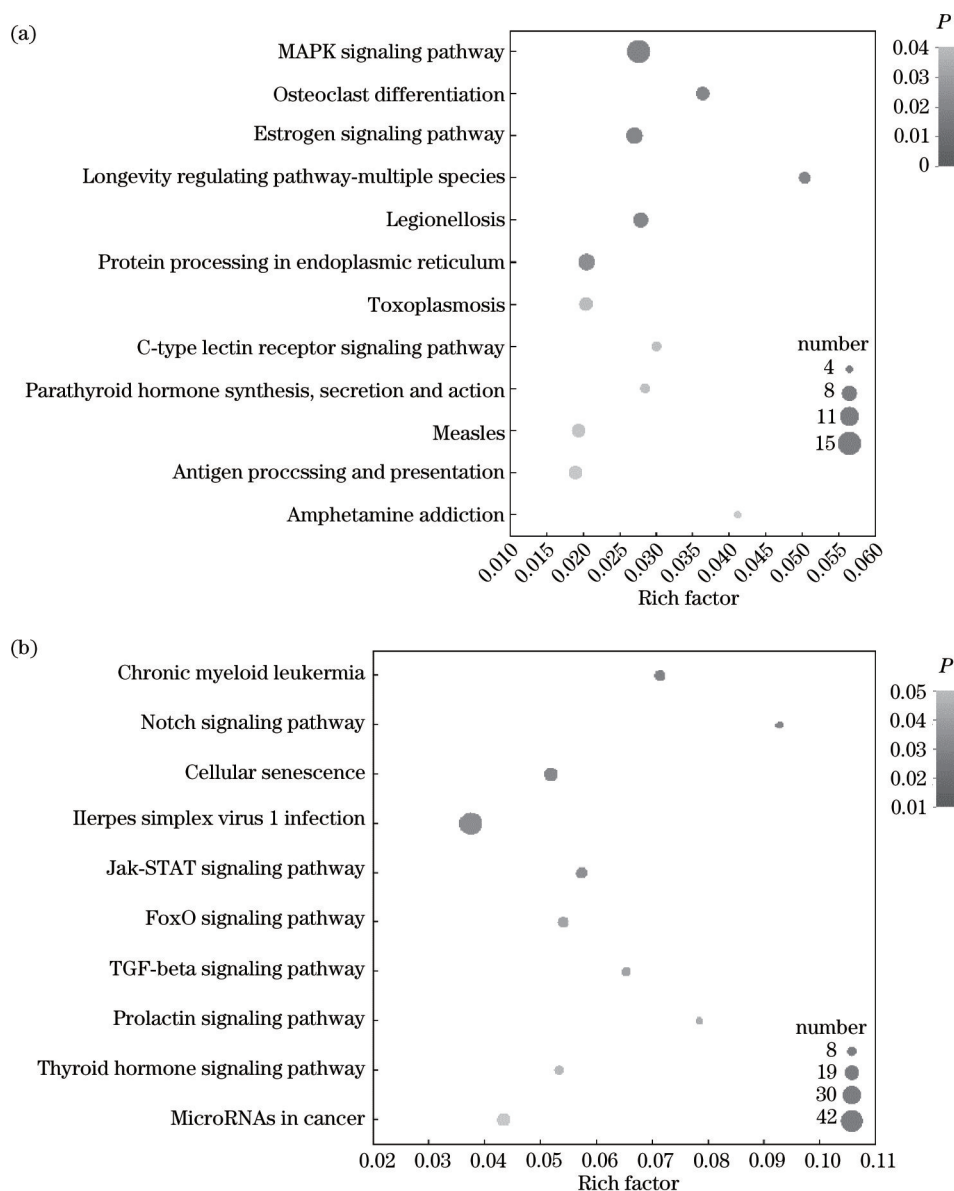 (a)
P
MAPK signaling pathway
Osteoclast differentiation
Estrogen signaling pathway
Longevity regulating pathway-multiple species
Legionellosis
Protein processing in endoplasmic reticulum
Toxoplasmosis
C-type lectin receptor signaling pathway
Parathyroid hormone synthesis, secretion and action
Measles
Antigen proccssing and presentation
Amphetamine addiction
0.04
0.03
0.02
0.01
0
number
4
8
11
15
0.010 0.015 0.020 0.025 0.030 0.035 0.040 0.045 0.050 0.055 0.060
Rich factor
(b)
P
Chronic myeloid leukermia
Notch signaling pathway
Cellular senescence
IIerpes simplex virus 1 infection
Jak-STAT signaling pathway
FoxO signaling pathway
TGF-beta signaling pathway
Prolactin signaling pathway
Thyroid hormone signaling pathway
MicroRNAs in cancer
0.05
0.04
0.03
0.02
0.01
number
8
19
30
42
0.02 0.03 0.04 0.05 0.06 0.07 0.08 0.09 0.10 0.11
Rich factor